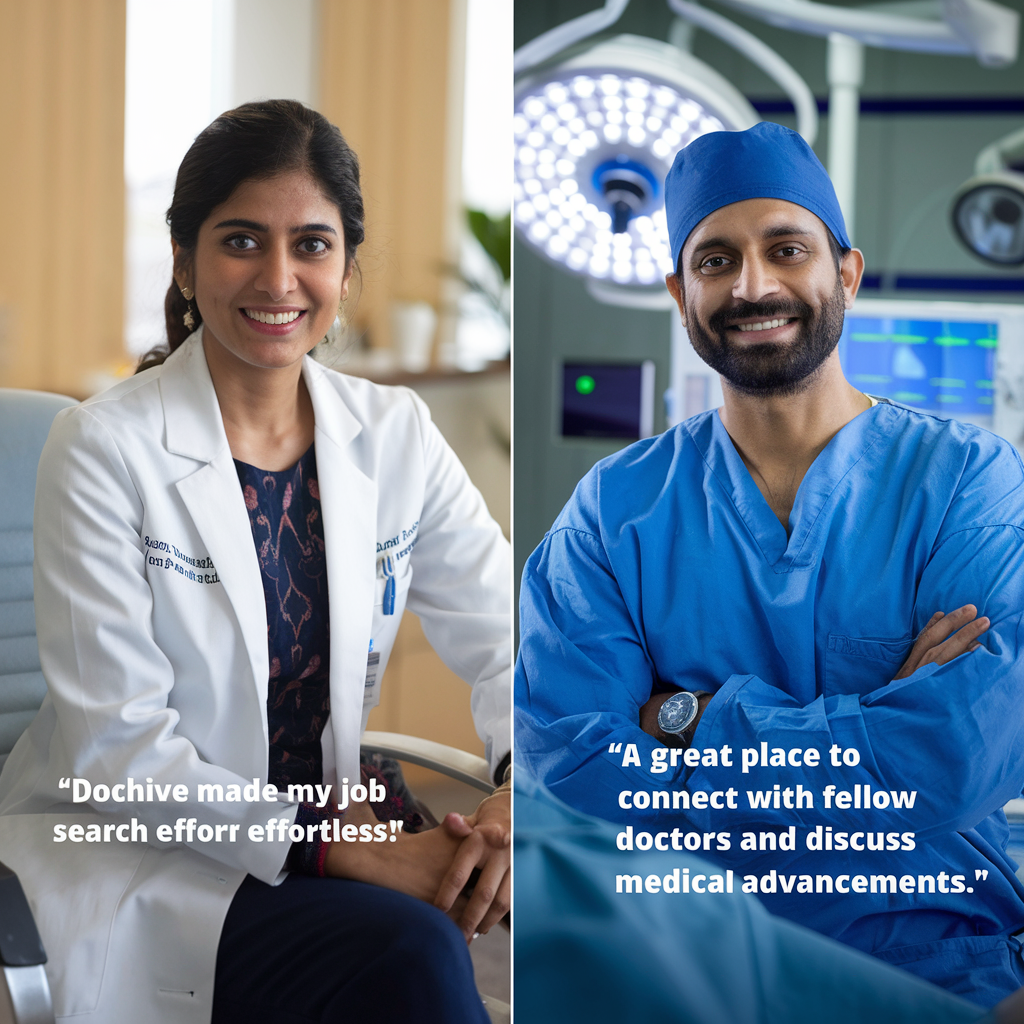 “Dochive made my job
search efforr effortless!”
“A great place to
connect with fellow
doctors and discuss
medical advancements.”